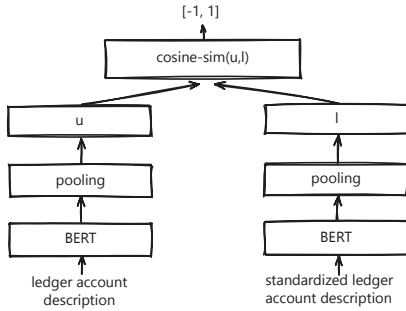 [-1, 1]
cosine-sim(u,l)
u
l
pooling
pooling
BERT
BERT
ledger account
description
standardized ledger
account description